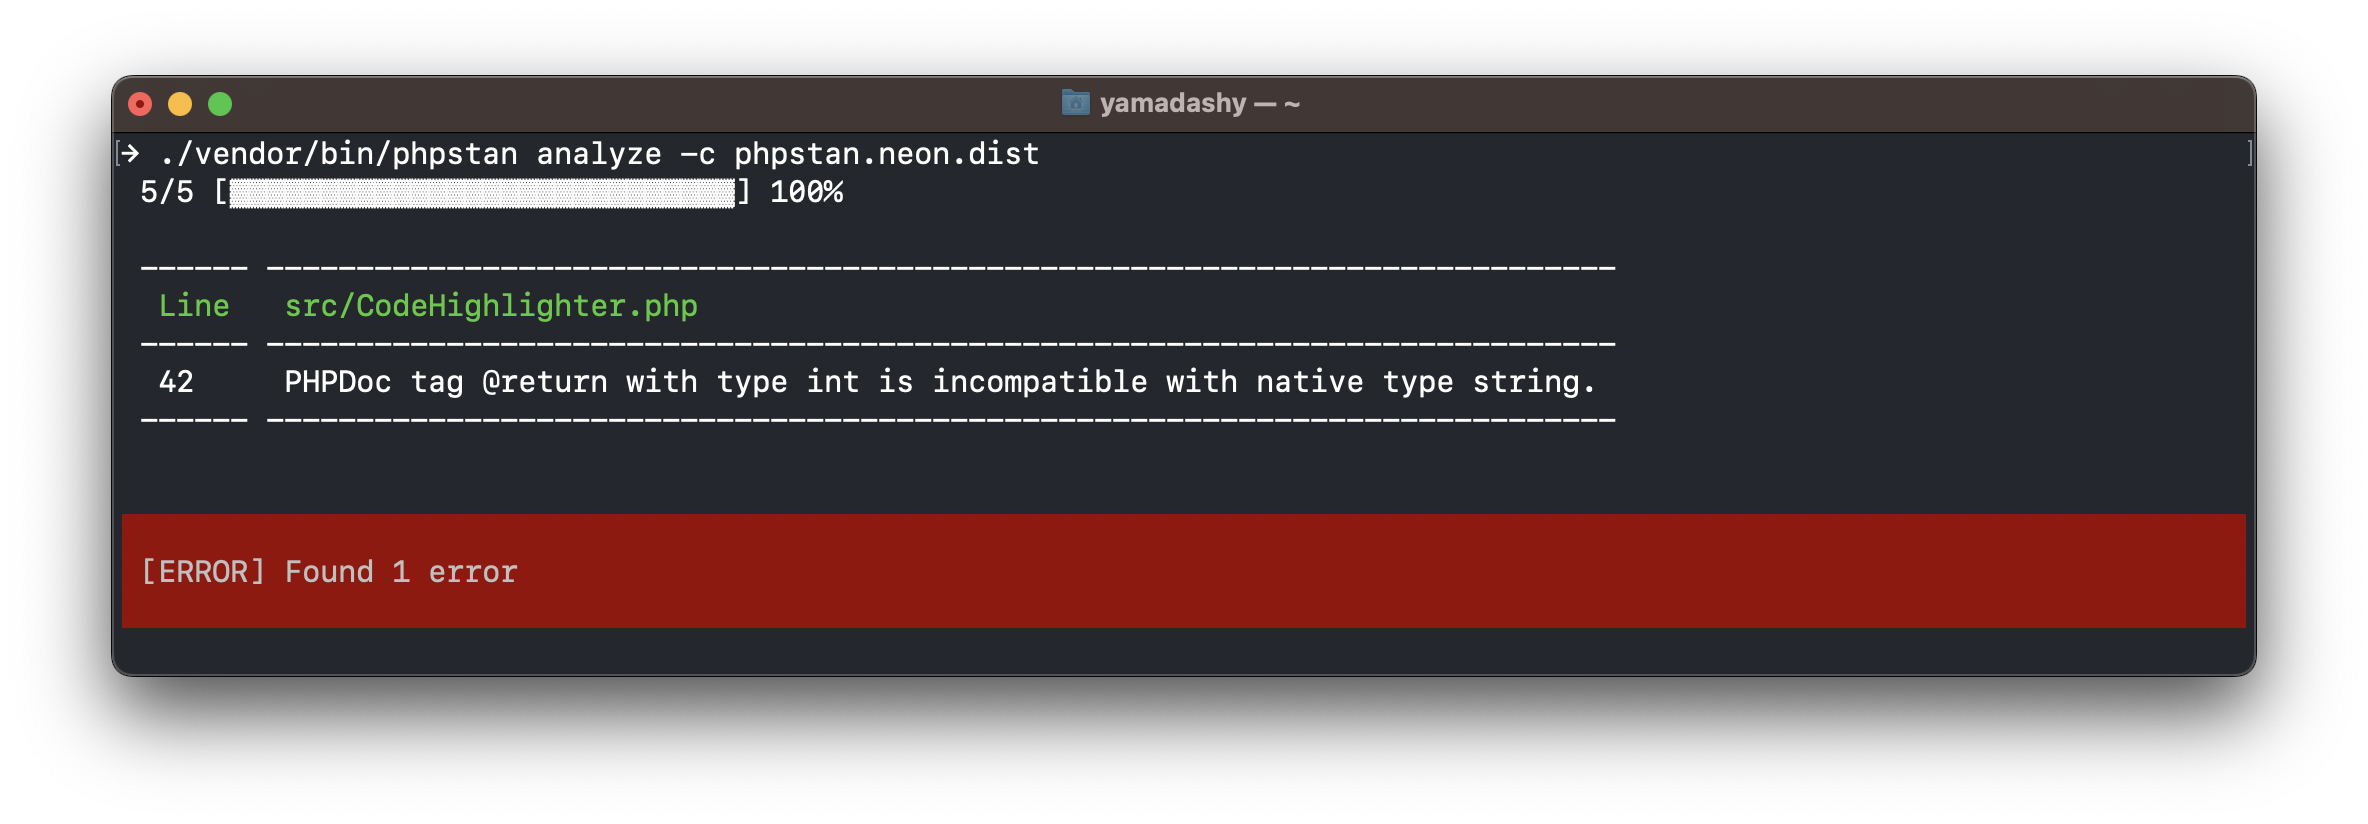 yamadashy — ~
[→ ./vendor/bin/phpstan analyze -c phpstan.neon.dist ]
5/5 [▓▓▓▓▓▓▓▓▓▓▓▓▓▓▓▓▓▓▓▓▓▓▓▓▓▓▓▓] 100%
------ ---------------------------------------------------------------------------
Line src/CodeHighlighter.php
------ ---------------------------------------------------------------------------
42 PHPDoc tag @return with type int is incompatible with native type string.
------ ---------------------------------------------------------------------------
[ERROR] Found 1 error